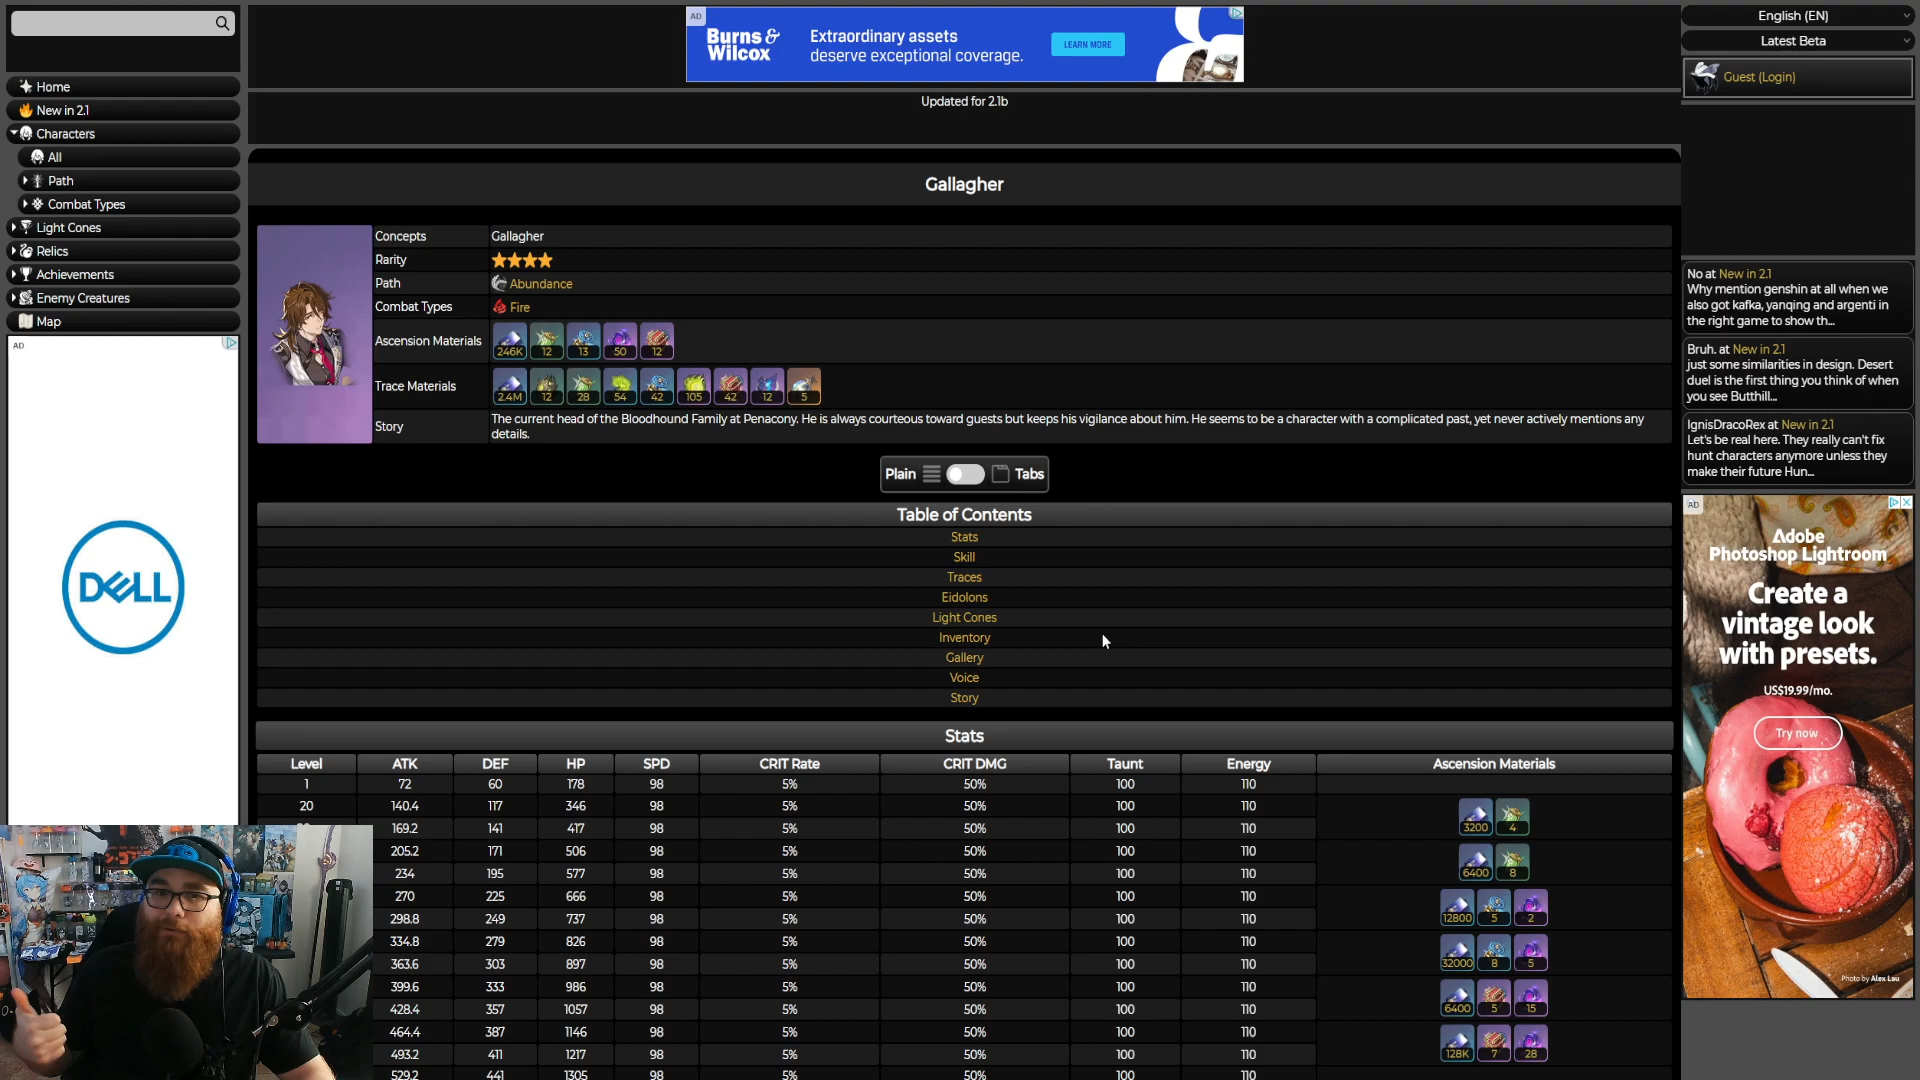 AD
Burns &
Wilcox
Extraordinary assets
deserve exceptional coverage.
LEARN MORE
English (EN)
Latest Beta
Guest (Login)
Home
New in 2.1
Characters
All
Path
Combat Types
Light Cones
Relics
Achievements
Enemy Creatures
Map
AD
DELL
Updated for 2.1b
Gallagher
Concepts Gallagher
Rarity
Path Abundance
Combat Types Fire
Ascension Materials 246K 12 13 50 12
Trace Materials 2.4M 12 28 54 42 105 42 12 5
Story The current head of the Bloodhound Family at Penacony. He is always courteous toward guests but keeps his vigilance about him. He seems to be a character with a complicated past, yet never actively mentions any
details.
Plain Tabs
Table of Contents
Stats
Skill
Traces
Eidolons
Light Cones
Inventory
Gallery
Voice
Story
Stats
Level ATK DEF HP SPD CRIT Rate CRIT DMG Taunt Energy Ascension Materials
1 72 60 178 98 5% 50% 100 110
20 140.4 117 346 98 5% 50% 100 110 3200 4
169.2 141 417 98 5% 50% 100 110
205.2 171 506 98 5% 50% 100 110 6400 8
234 195 577 98 5% 50% 100 110
270 225 666 98 5% 50% 100 110 12800 5 2
298.8 249 737 98 5% 50% 100 110
334.8 279 826 98 5% 50% 100 110 32000 8 5
363.6 303 897 98 5% 50% 100 110
399.6 333 986 98 5% 50% 100 110 6400 5 15
428.4 357 1057 98 5% 50% 100 110
464.4 387 1146 98 5% 50% 100 110 128K 7 28
493.2 411 1217 98 5% 50% 100 110
529.2 441 1305 98 5% 50% 100 110
No at New in 2.1
Why mention genshin at all when we
also got kafka, yanqing and argenti in
the right game to show th...
Bruh. at New in 2.1
just some similarities in design. Desert
duel is the first thing you think of when
you see Butthill...
IgnisDracoRex at New in 2.1
Let's be real here. They really can't fix
hunt characters anymore unless they
make their future Hun...
AD
Adobe
Photoshop Lightroom
Create a
vintage look
with presets.
US$19.99/mo.
Try now
Photo by Alex Lau